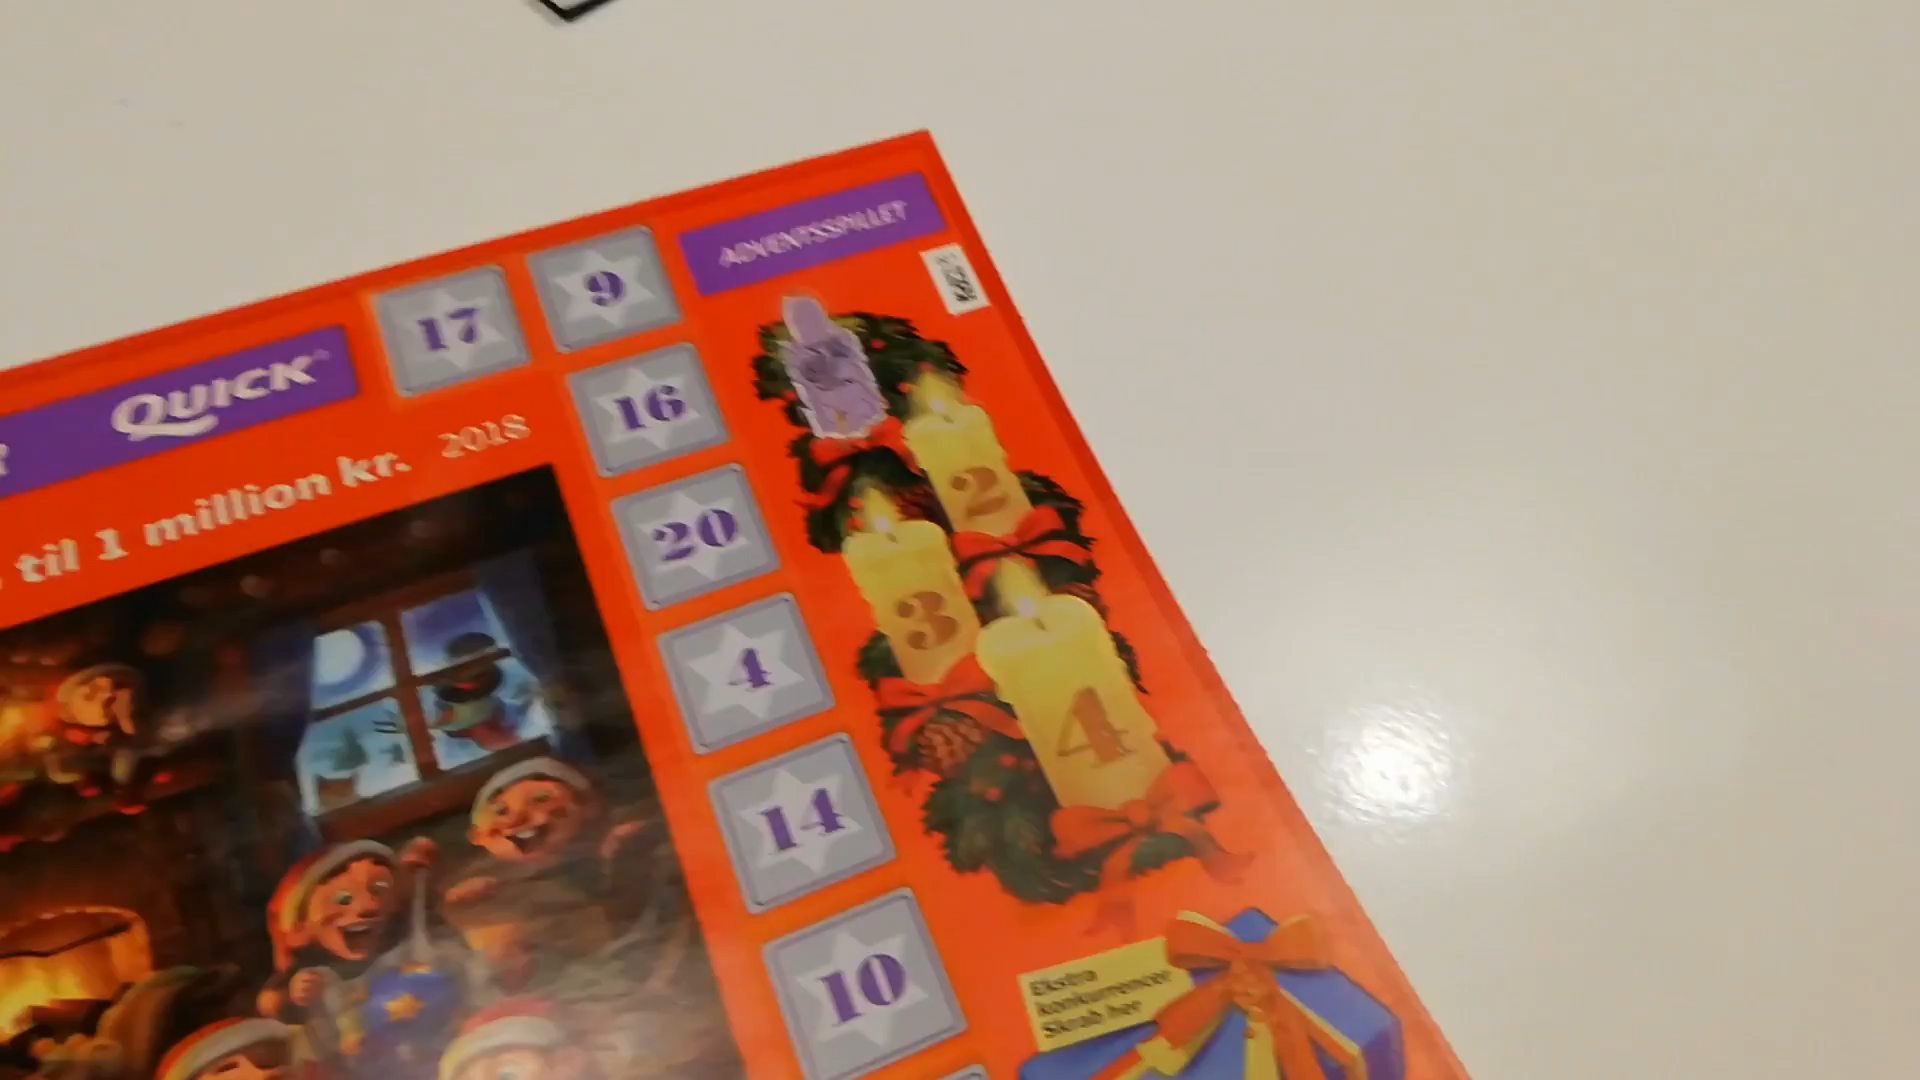 ADVENTSSPILLET
QUICK
17
9
til 1 million kr. 2018
16
20
4
14
10
2
3
4
Ekstra
konkurrencer
Skrab her